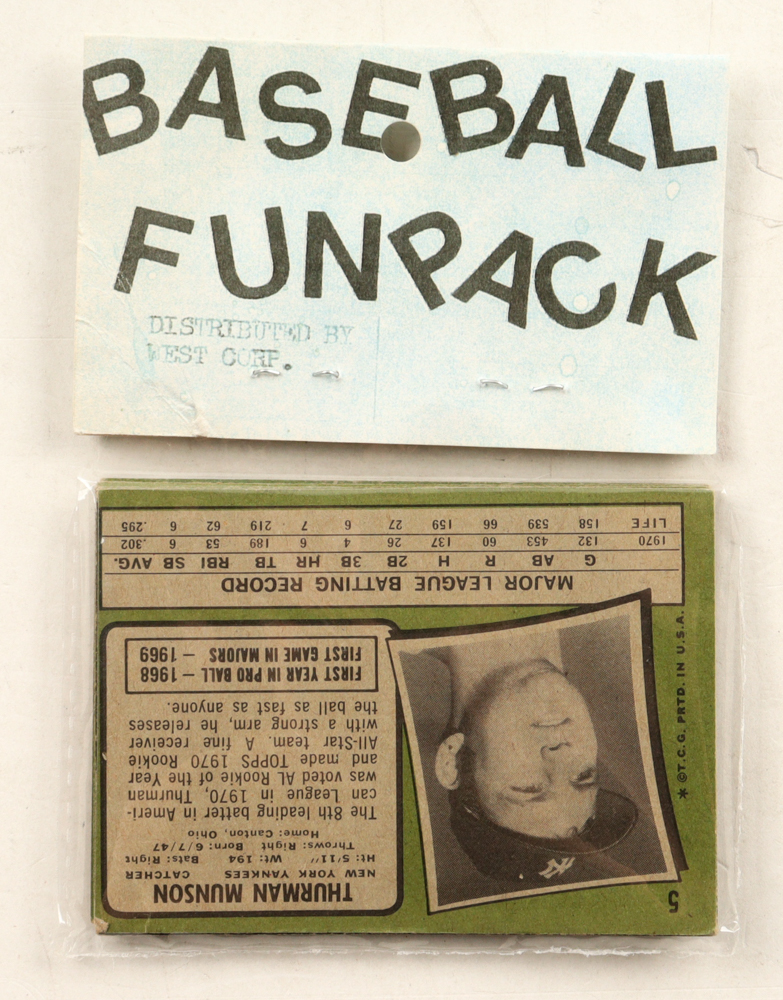 BASEBALL
FUNPACK
DISTRIBUTED BY
WEST CORP.
5
THURMAN MUNSON
NEW YORK YANKEES CATCHER
Ht: 5'11" Wt: 194 Bats: Right
Throws: Right Born: 6/7/47
Home: Canton, Ohio
The 8th leading batter in Ameri-
can League in 1970, Thurman
was voted AL Rookie of the Year
and made TOPPS 1970 Rookie
All-Star team. A fine receiver
with a strong arm, he releases
the ball as fast as anyone.
FIRST YEAR IN PRO BALL — 1968
FIRST GAME IN MAJORS — 1969
MAJOR LEAGUE BATTING RECORD
G AB R H 2B 3B HR TB RBI SB AVG.
1970 132 453 60 137 26 4 6 189 53 6 .302
LIFE 158 539 66 159 27 6 7 219 62 6 .295
* ©T.C.G. PRTD. IN U.S.A.
NY